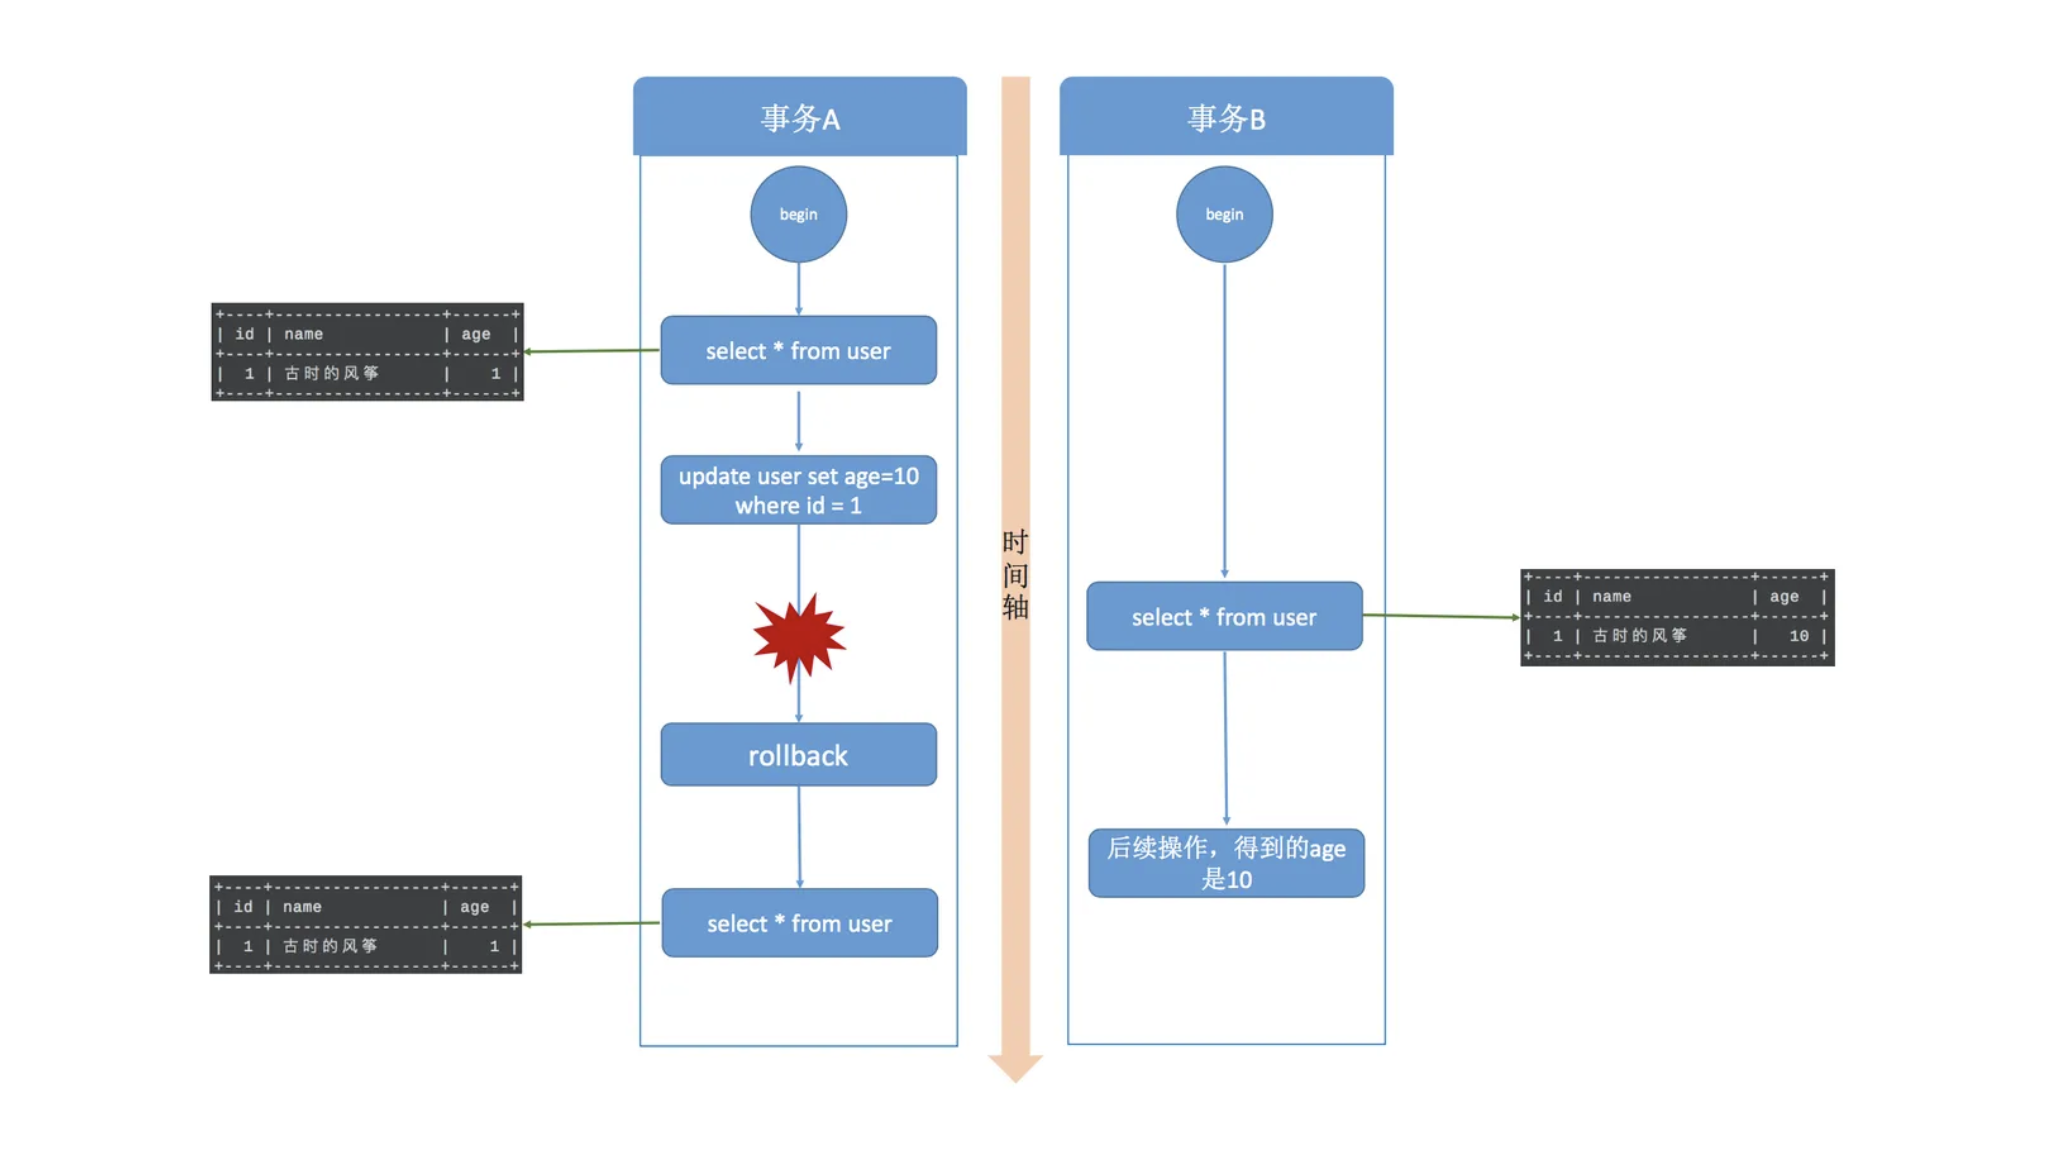 事务A
事务B
begin
begin
+----+-----------------+------+
| id | name | age |
+----+-----------------+------+
| 1 | 古时的风筝 | 1 |
+----+-----------------+------+
select * from user
update user set age=10
where id = 1
时
间
轴
select * from user
+----+-----------------+------+
| id | name | age |
+----+-----------------+------+
| 1 | 古时的风筝 | 10 |
+----+-----------------+------+
rollback
后续操作，得到的age
是10
+----+-----------------+------+
| id | name | age |
+----+-----------------+------+
| 1 | 古时的风筝 | 1 |
+----+-----------------+------+
select * from user